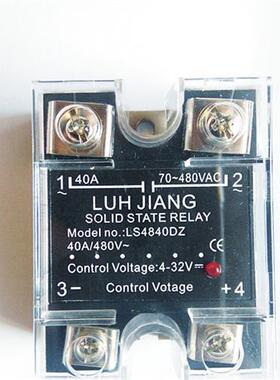 1 40A 70~480VAC 2
LUH JIANG
SOLID STATE RELAY
Model no.:LS4840DZ
40A/480V~ CE
Control Voltage:4-32V
3- Control Votage +4